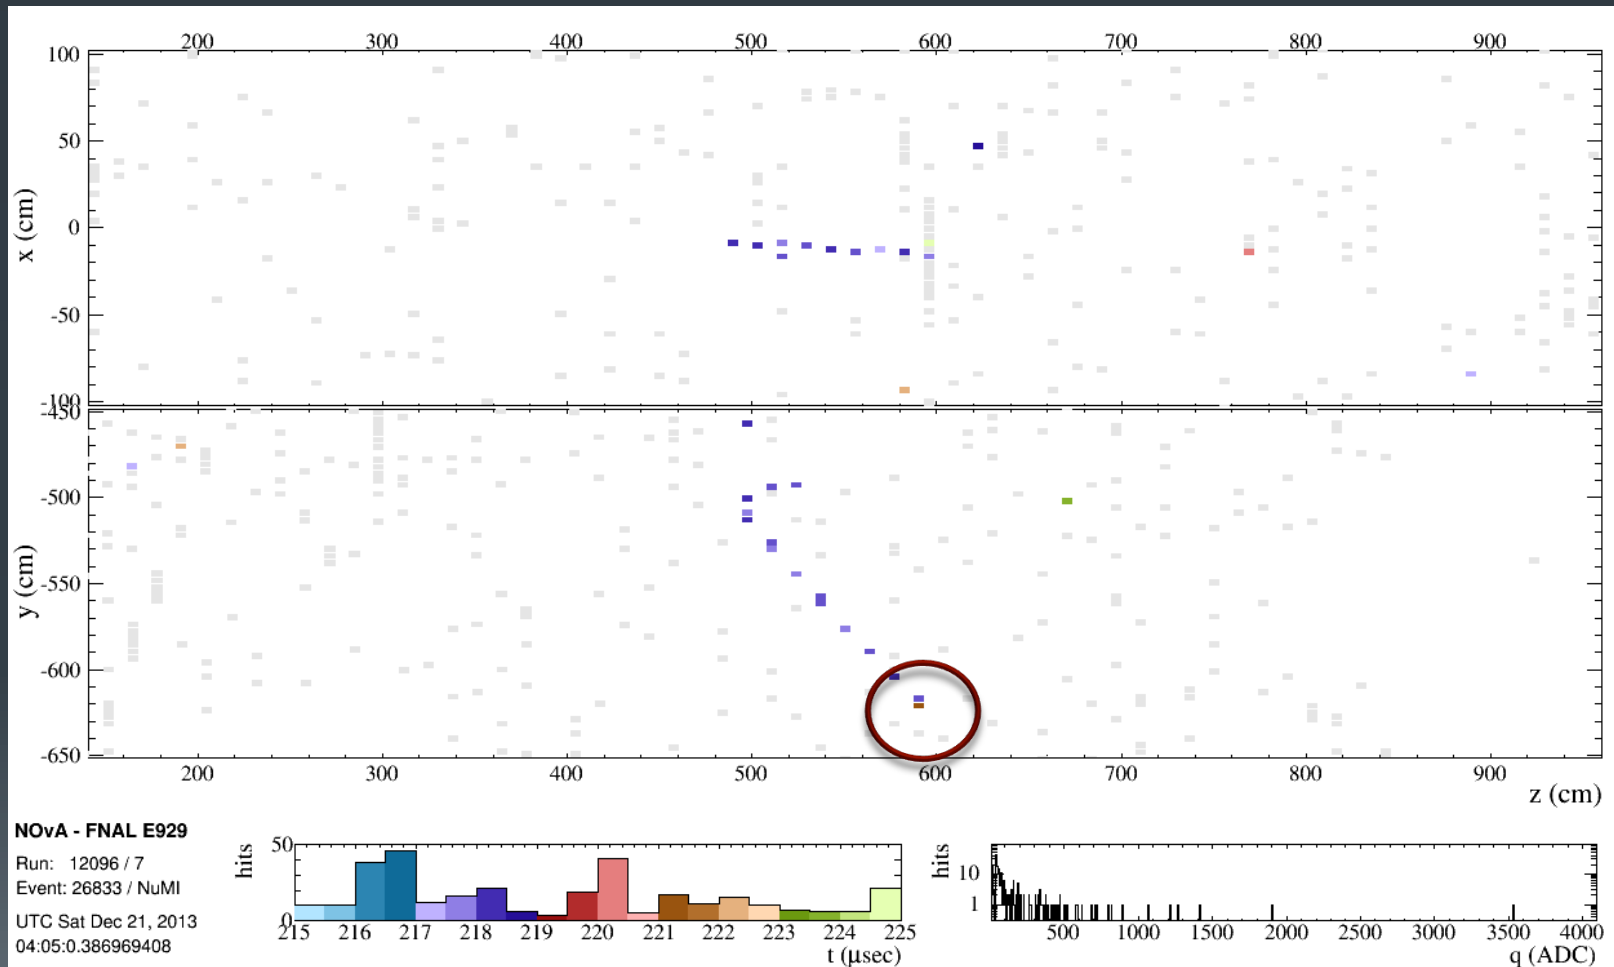 200 300 400 500 600 700 800 900
100
50
0
-50
-100
x (cm)
-450
-500
-550
-600
-650
y (cm)
200 300 400 500 600 700 800 900
z (cm)
NOvA - FNAL E929
Run: 12096 / 7
Event: 26833 / NuMI
UTC Sat Dec 21, 2013
04:05:0.386969408
hits
50
0
215 216 217 218 219 220 221 222 223 224 225
t (μsec)
hits
10
1
500 1000 1500 2000 2500 3000 3500 4000
q (ADC)